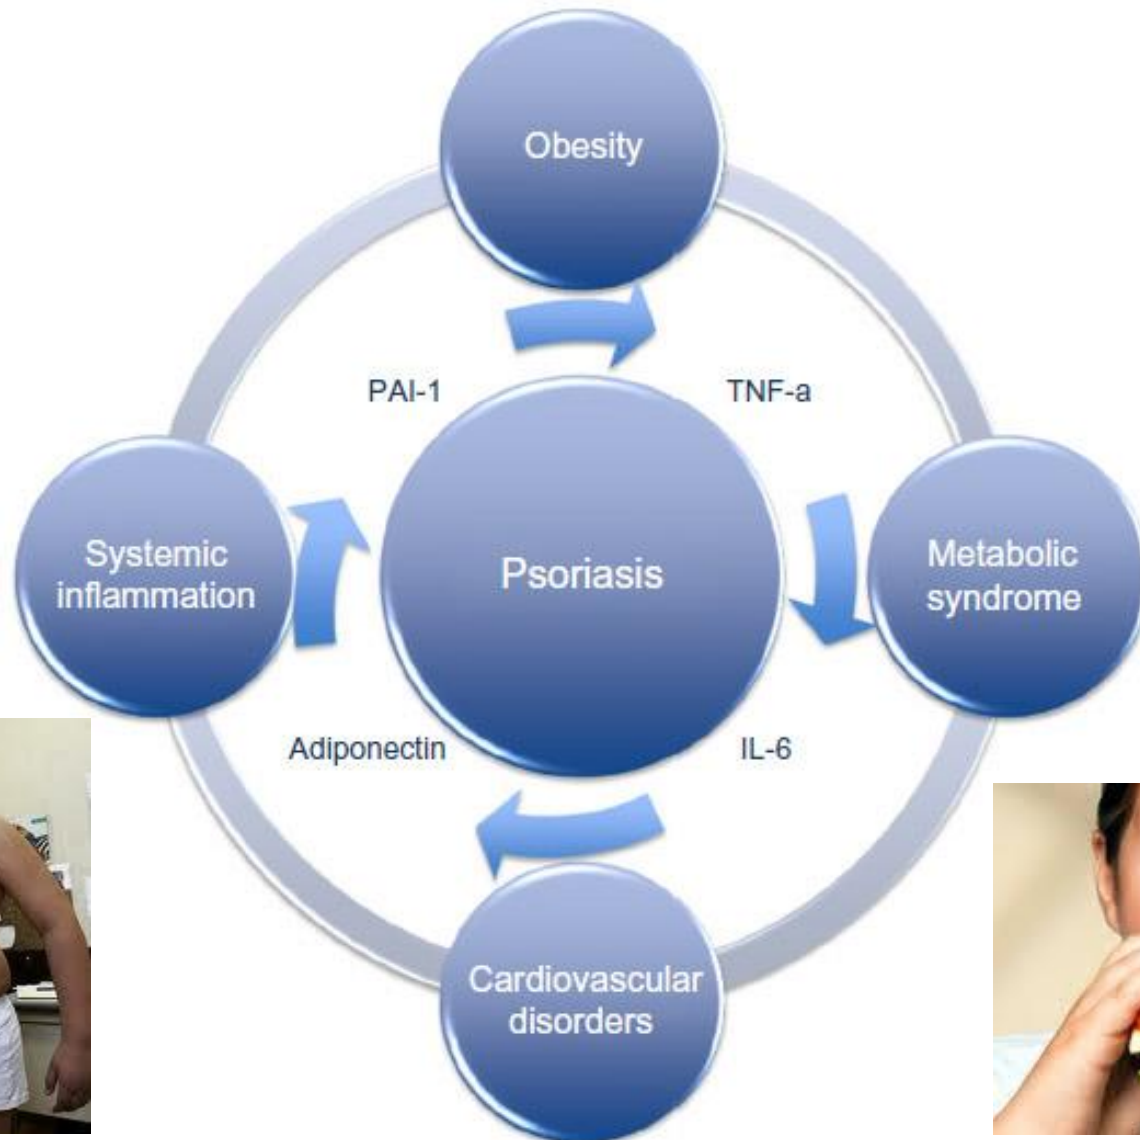 Obesity
PAI-1
TNF-a
Systemic
inflammation
Psoriasis
Metabolic
syndrome
Adiponectin
IL-6
Cardiovascular
disorders